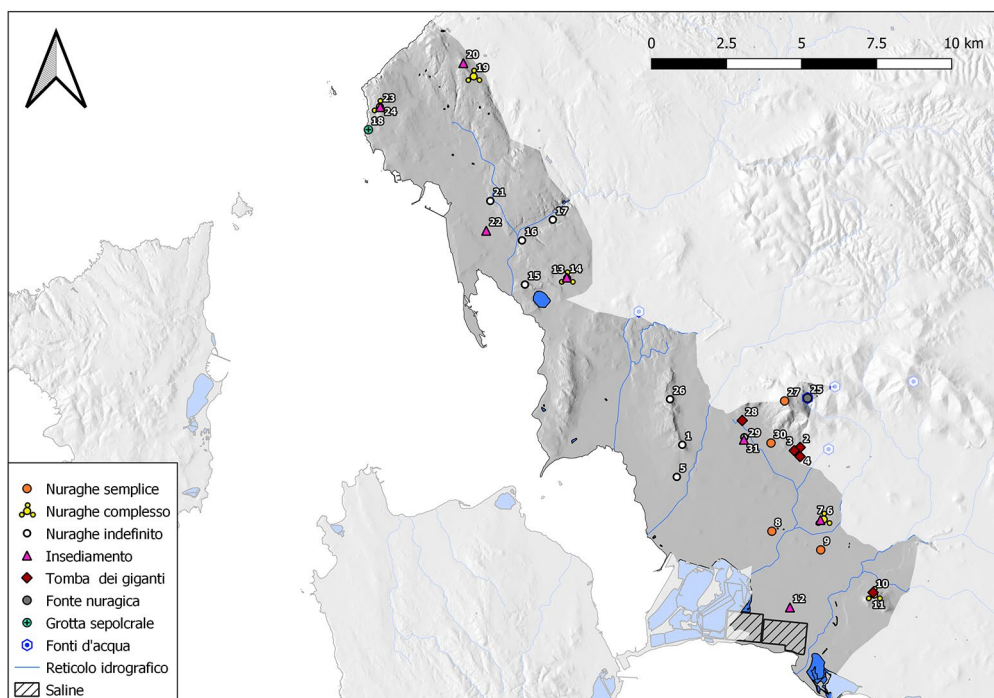 0 2.5 5 7.5 10 km
20
19
23
24
18
21
17
22
16
13 14
15
26
27
25
28
29
30
3
2
31
1
4
5
7 6
8
9
10
11
12
Nuraghe semplice
Nuraghe complesso
Nuraghe indefinito
Insediamento
Tomba dei giganti
Fonte nuragica
Grotta sepolcrale
Fonti d'acqua
Reticolo idrografico
Saline